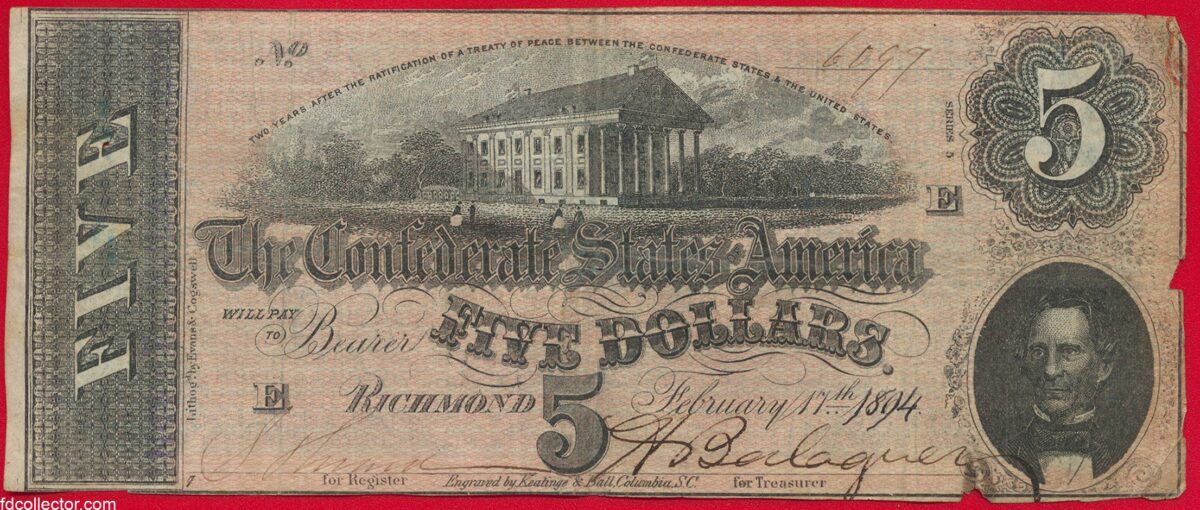 No 6097
TWO YEARS AFTER THE RATIFICATION OF A TREATY OF PEACE BETWEEN THE CONFEDERATE STATES & THE UNITED STATES
5
SERIES 5
FIVE
E
The Confederate States of America
Lithog'd by Evans & Cogswell
WILL PAY
TO Bearer FIVE DOLLARS.
E RICHMOND 5 February 17th 1894
7 for Register Engraved by Keatinge & Ball, Columbia, S.C. for Treasurer
fdcollector.com